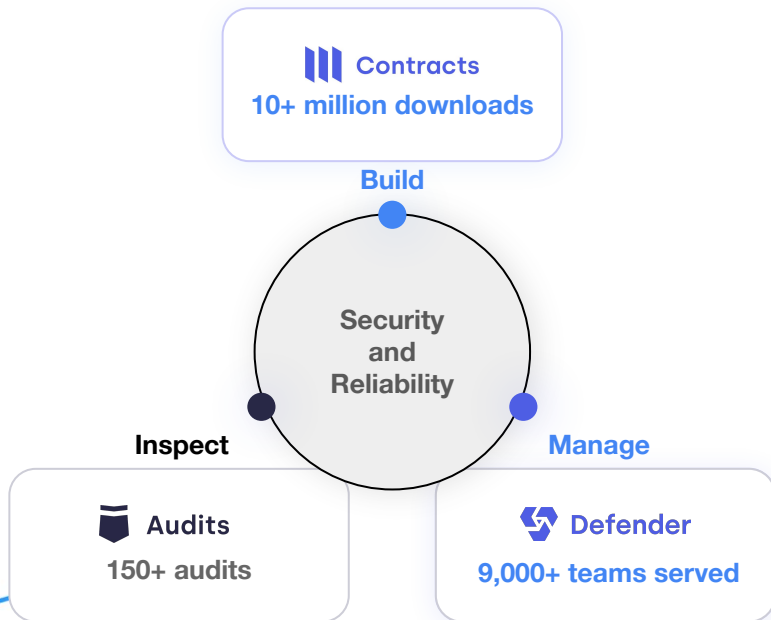 Contracts
10+ million downloads
Build
Security
and
Reliability
Inspect
Manage
Audits
150+ audits
Defender
9,000+ teams served